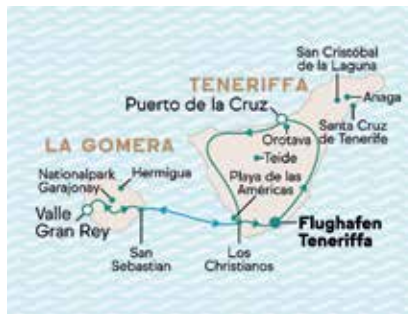 San Cristóbal
de la Laguna
TENERIFFA
Anaga
Puerto de la Cruz
Santa Cruz
de Tenerife
Orotava
Teide
LA GOMERA
Nationalpark
Garajonay
Hermigua
Playa de las
Américas
Valle
Gran Rey
San
Sebastian
Los
Christianos
Flughafen
Teneriffa